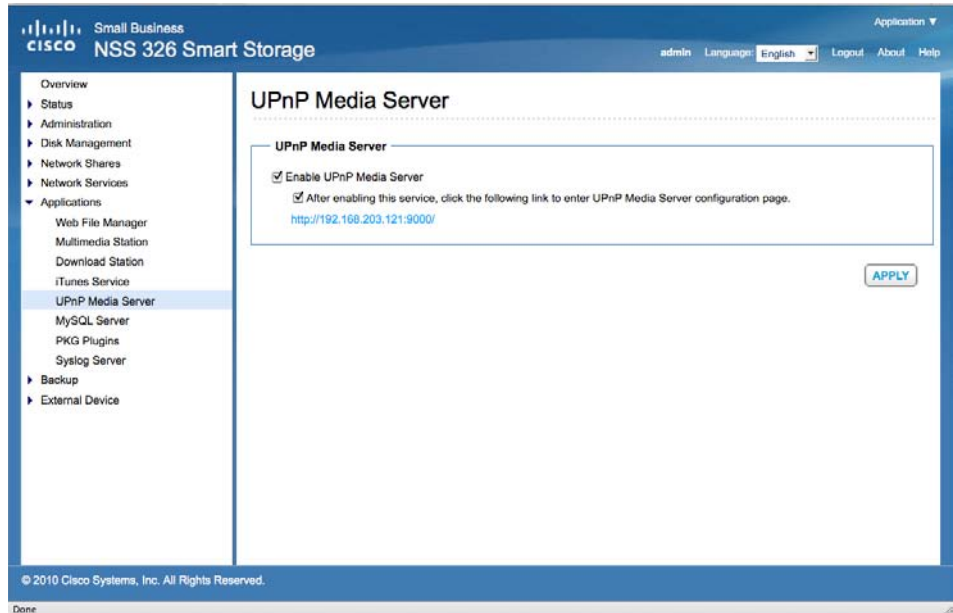 Small Business
CISCO NSS 326 Smart Storage
Application ▼
admin Language: English Logout About Help
Overview
Status
Administration
Disk Management
Network Shares
Network Services
Applications
Web File Manager
Multimedia Station
Download Station
iTunes Service
UPnP Media Server
MySQL Server
PKG Plugins
Syslog Server
Backup
External Device
UPnP Media Server
UPnP Media Server
Enable UPnP Media Server
After enabling this service, click the following link to enter UPnP Media Server configuration page.
http://192.168.203.121:9000/
APPLY
© 2010 Cisco Systems, Inc. All Rights Reserved.
Done